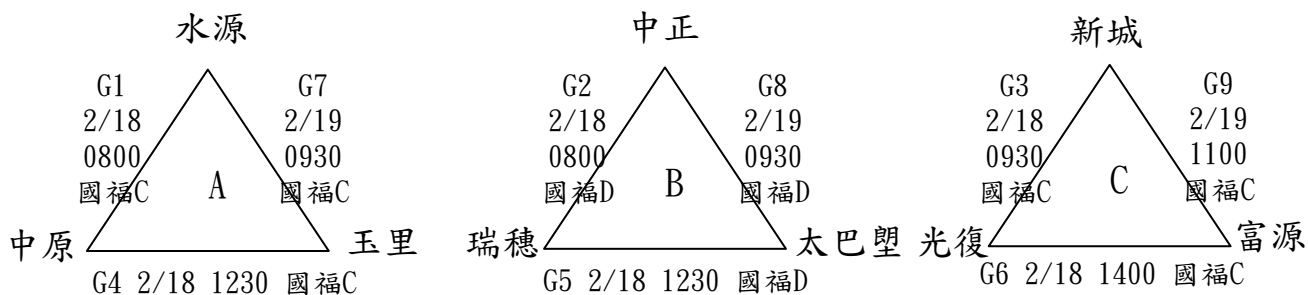 水源
G1
2/18
0800
國福C
G7
2/19
0930
國福C
A
中原
玉里
G4 2/18 1230 國福C
中正
G2
2/18
0800
國福D
G8
2/19
0930
國福D
B
瑞穗
太巴塱
G5 2/18 1230 國福D
新城
G3
2/18
0930
國福C
G9
2/19
1100
國福C
C
光復
富源
G6 2/18 1400 國福C